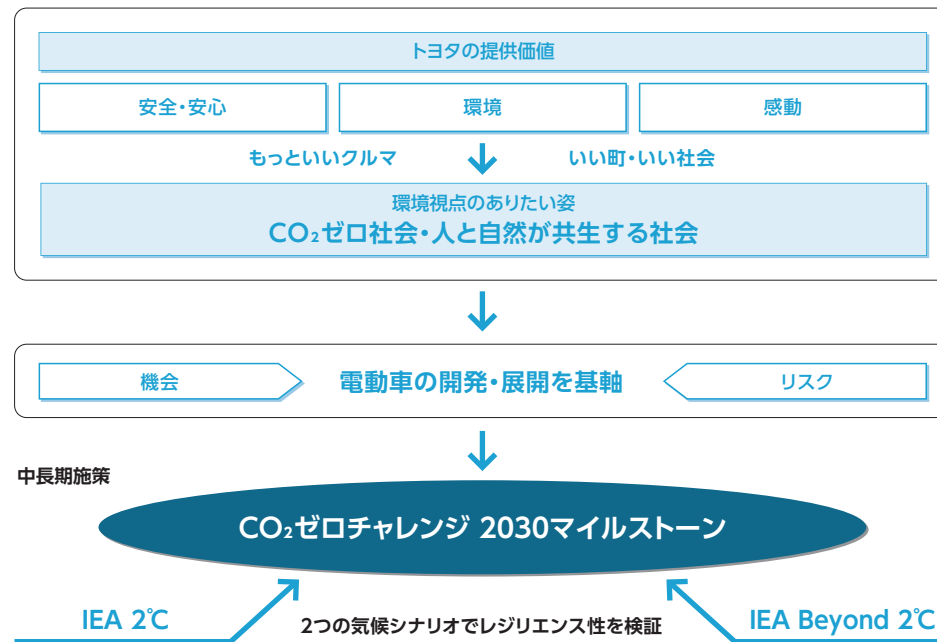 トヨタの提供価値
安全・安心
環境
感動
もっといいクルマ
いい町・いい社会
環境視点のありたい姿
CO₂ゼロ社会・人と自然が共生する社会
機会
電動車の開発・展開を基軸
リスク
中長期施策
CO₂ゼロチャレンジ 2030マイルストーン
IEA 2℃
2つの気候シナリオでレジリエンス性を検証
IEA Beyond 2℃